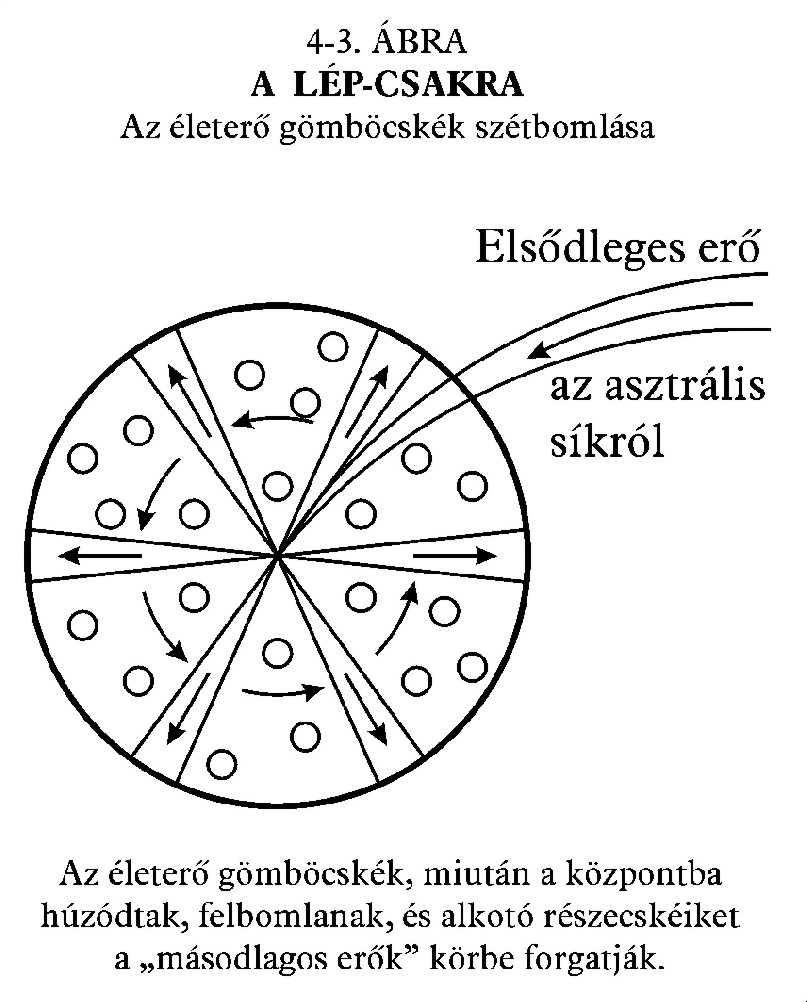 4-3. ÁBRA
A LÉP-CSAKRA
Az életerő gömböcskék szétbomlása
Elsődleges erő
az asztrális
síkról
Az életerő gömböcskék, miután a központba
húzódtak, felbomlanak, és alkotó részecskéiket
a „másodlagos erők” körbe forgatják.